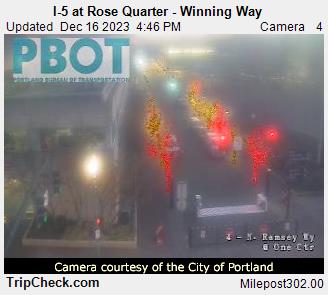 I-5 at Rose Quarter - Winning Way
Updated Dec 16 2023 4:46 PM Camera 4
PBOT
PORTLAND BUREAU OF TRANSPORTATION
4 - N. Ramsey Wy
@ One Ctr
Camera courtesy of the City of Portland
TripCheck.com Milepost302.00